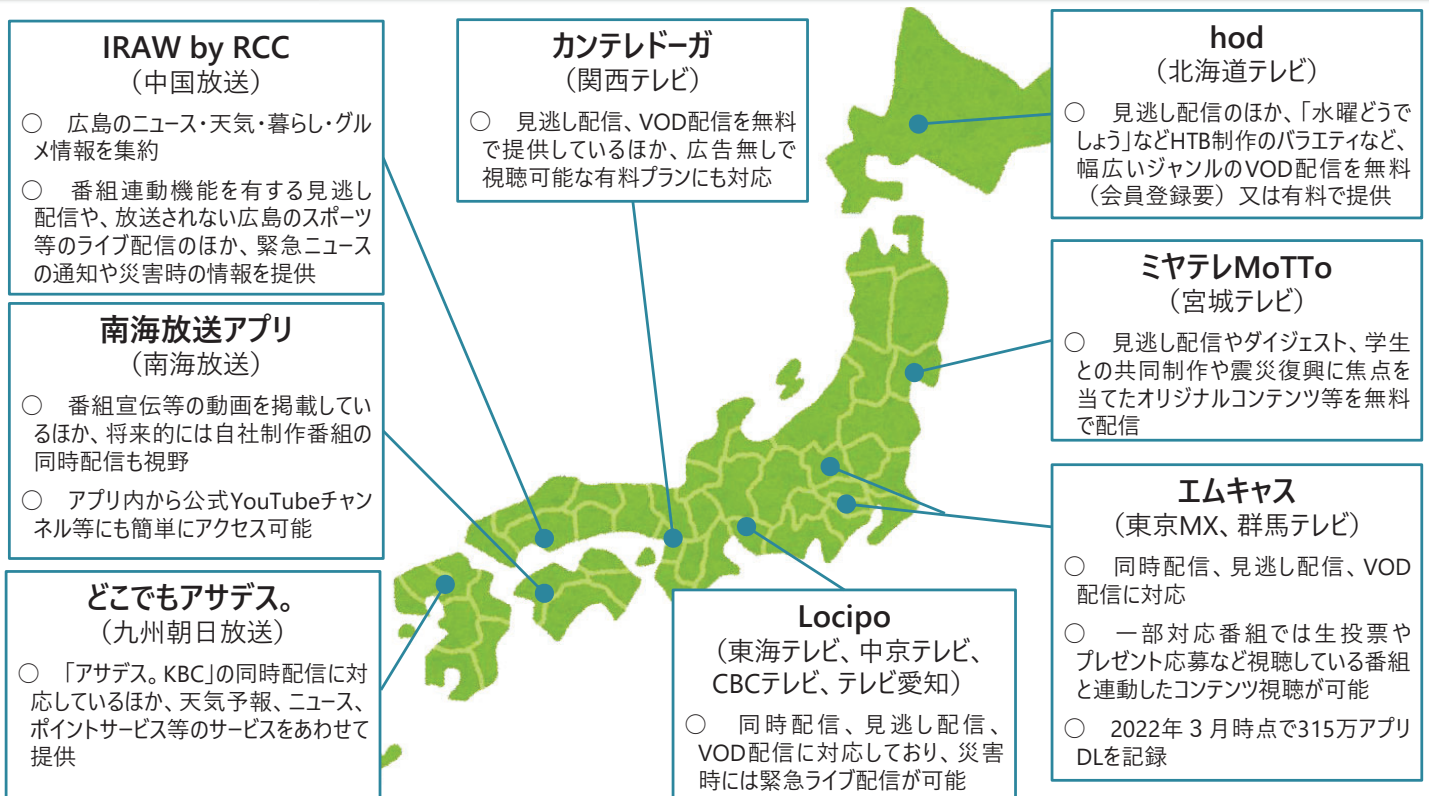 IRAW by RCC
（中国放送）
○　広島のニュース・天気・暮らし・グル
メ情報を集約
○　番組連動機能を有する見逃し
配信や、放送されない広島のスポーツ
等のライブ配信のほか、緊急ニュース
の通知や災害時の情報を提供
南海放送アプリ
（南海放送）
○　番組宣伝等の動画を掲載してい
るほか、将来的には自社制作番組の
同時配信も視野
○　アプリ内から公式YouTubeチャン
ネル等にも簡単にアクセス可能
どこでもアサデス。
（九州朝日放送）
○　「アサデス。KBC」の同時配信に対
応しているほか、天気予報、ニュース、
ポイントサービス等のサービスをあわせて
提供
カンテレドーガ
（関西テレビ）
○　見逃し配信、VOD配信を無料
で提供しているほか、広告無しで
視聴可能な有料プランにも対応
Locipo
（東海テレビ、中京テレビ、
CBCテレビ、テレビ愛知）
○　同時配信、見逃し配信、
VOD配信に対応しており、災害
時には緊急ライブ配信が可能
hod
（北海道テレビ）
○　見逃し配信のほか、「水曜どうで
しょう」などHTB制作のバラエティなど、
幅広いジャンルのVOD配信を無料
（会員登録要）又は有料で提供
ミヤテレMoTTo
（宮城テレビ）
○　見逃し配信やダイジェスト、学生
との共同制作や震災復興に焦点を
当てたオリジナルコンテンツ等を無料
で配信
エムキャス
（東京MX、群馬テレビ）
○　同時配信、見逃し配信、VOD
配信に対応
○　一部対応番組では生投票や
プレゼント応募など視聴している番組
と連動したコンテンツ視聴が可能
○　2022年３月時点で315万アプリ
DLを記録